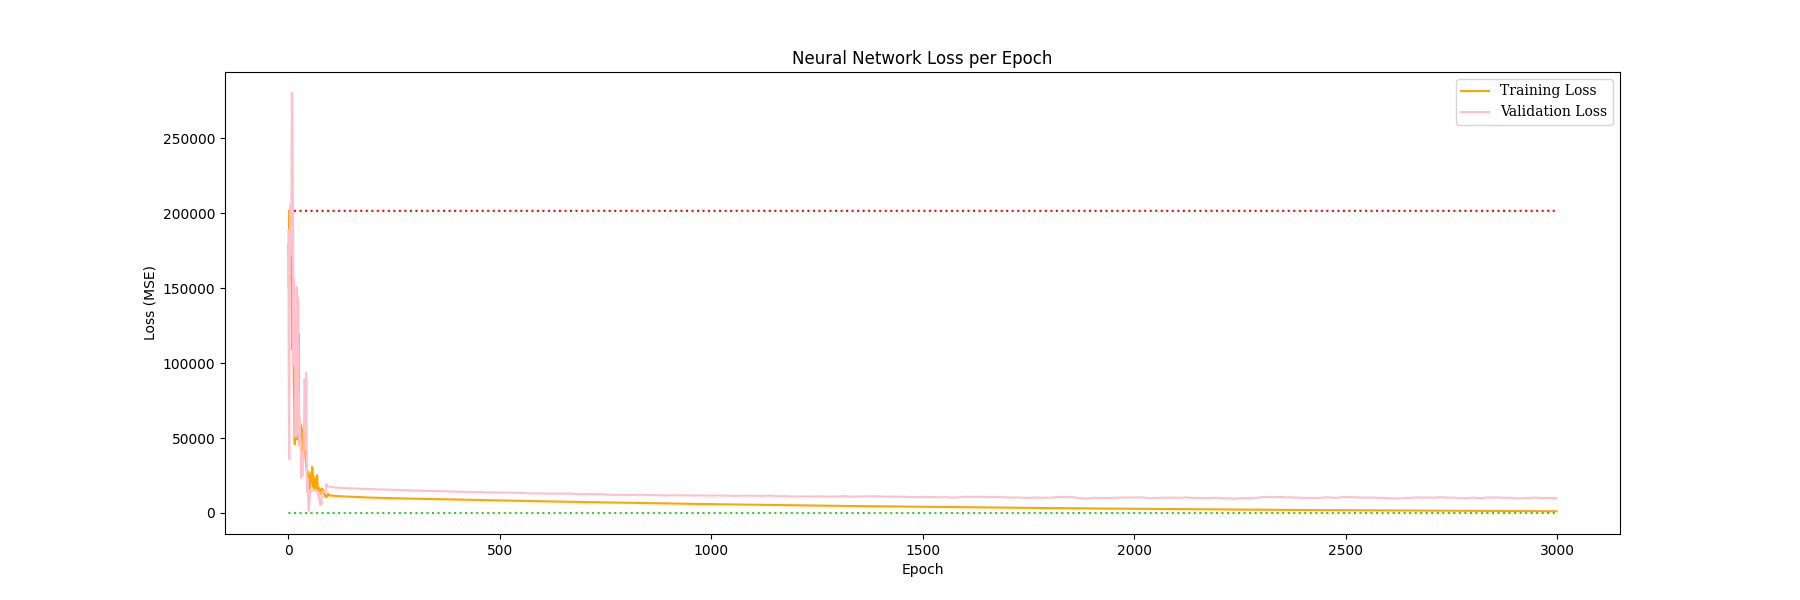 Neural Network Loss per Epoch
Training Loss
Validation Loss
Loss (MSE)
250000
200000
150000
100000
50000
0
0 500 1000 1500 2000 2500 3000
Epoch